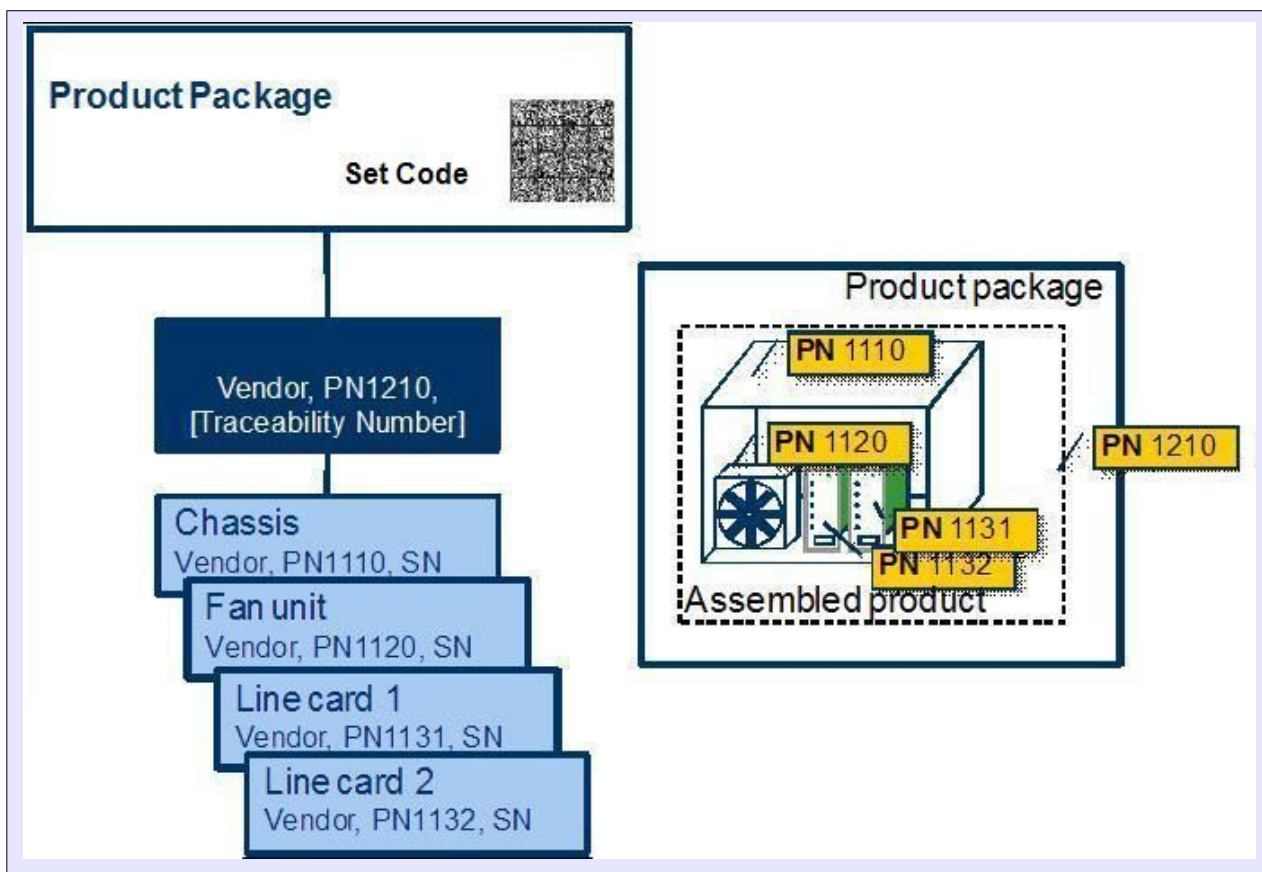 Product Package
Set Code
Vendor, PN1210,
[Traceability Number]
Chassis
Vendor, PN1110, SN
Fan unit
Vendor, PN1120, SN
Line card 1
Vendor, PN1131, SN
Line card 2
Vendor, PN1132, SN
Product package
PN 1110
PN 1120
PN 1210
PN 1131
PN 1132
Assembled product